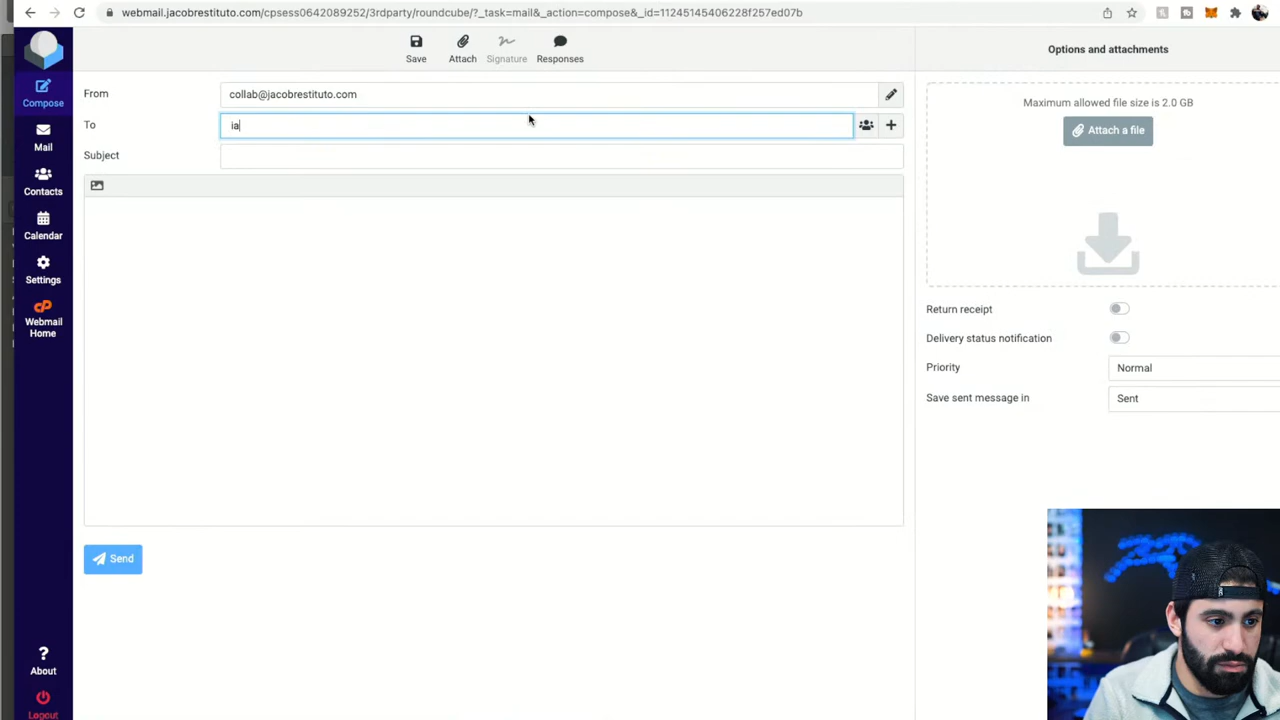 webmail.jacobrestituto.com/cpsess0642089252/3rdparty/roundcube/?_task=mail&_action=compose&_id=11245145406228f257ed07b
Save
Attach
Signature
Responses
Options and attachments
Compose
Mail
Contacts
Calendar
Settings
Webmail
Home
About
Logout
From
collab@jacobrestituto.com
To
ia
Subject
Send
Maximum allowed file size is 2.0 GB
Attach a file
Return receipt
Delivery status notification
Priority
Normal
Save sent message in
Sent